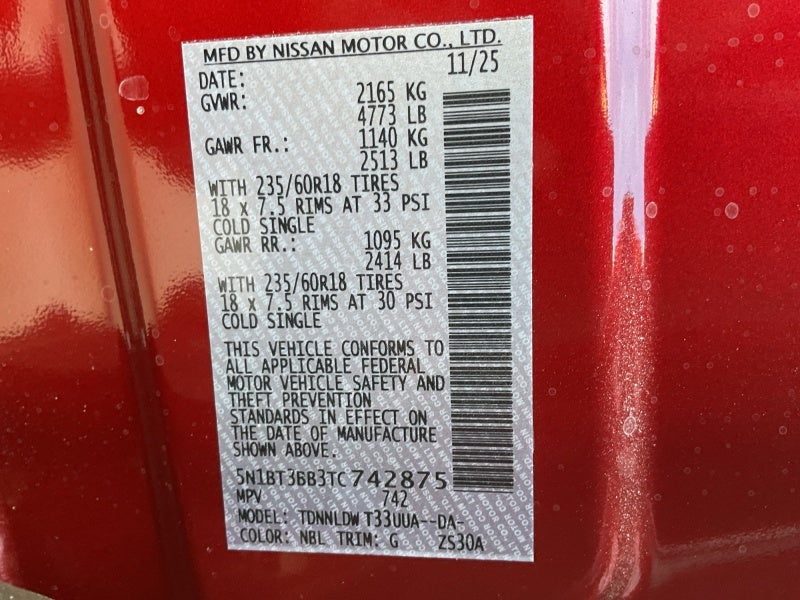 MFD BY NISSAN MOTOR CO., LTD.
DATE: 11/25
GVWR: 2165 KG
4773 LB
GAWR FR.: 1140 KG
2513 LB
WITH 235/60R18 TIRES
18 x 7.5 RIMS AT 33 PSI
COLD SINGLE
GAWR RR.: 1095 KG
2414 LB
WITH 235/60R18 TIRES
18 x 7.5 RIMS AT 30 PSI
COLD SINGLE
THIS VEHICLE CONFORMS TO
ALL APPLICABLE FEDERAL
MOTOR VEHICLE SAFETY AND
THEFT PREVENTION
STANDARDS IN EFFECT ON
THE DATE OF MANUFACTURE
SHOWN ABOVE.
5N1BT3BB3TC742875
MPV 742
MODEL: TDNNLDW T33UUA--DA-
COLOR: NBL TRIM: G ZS30A